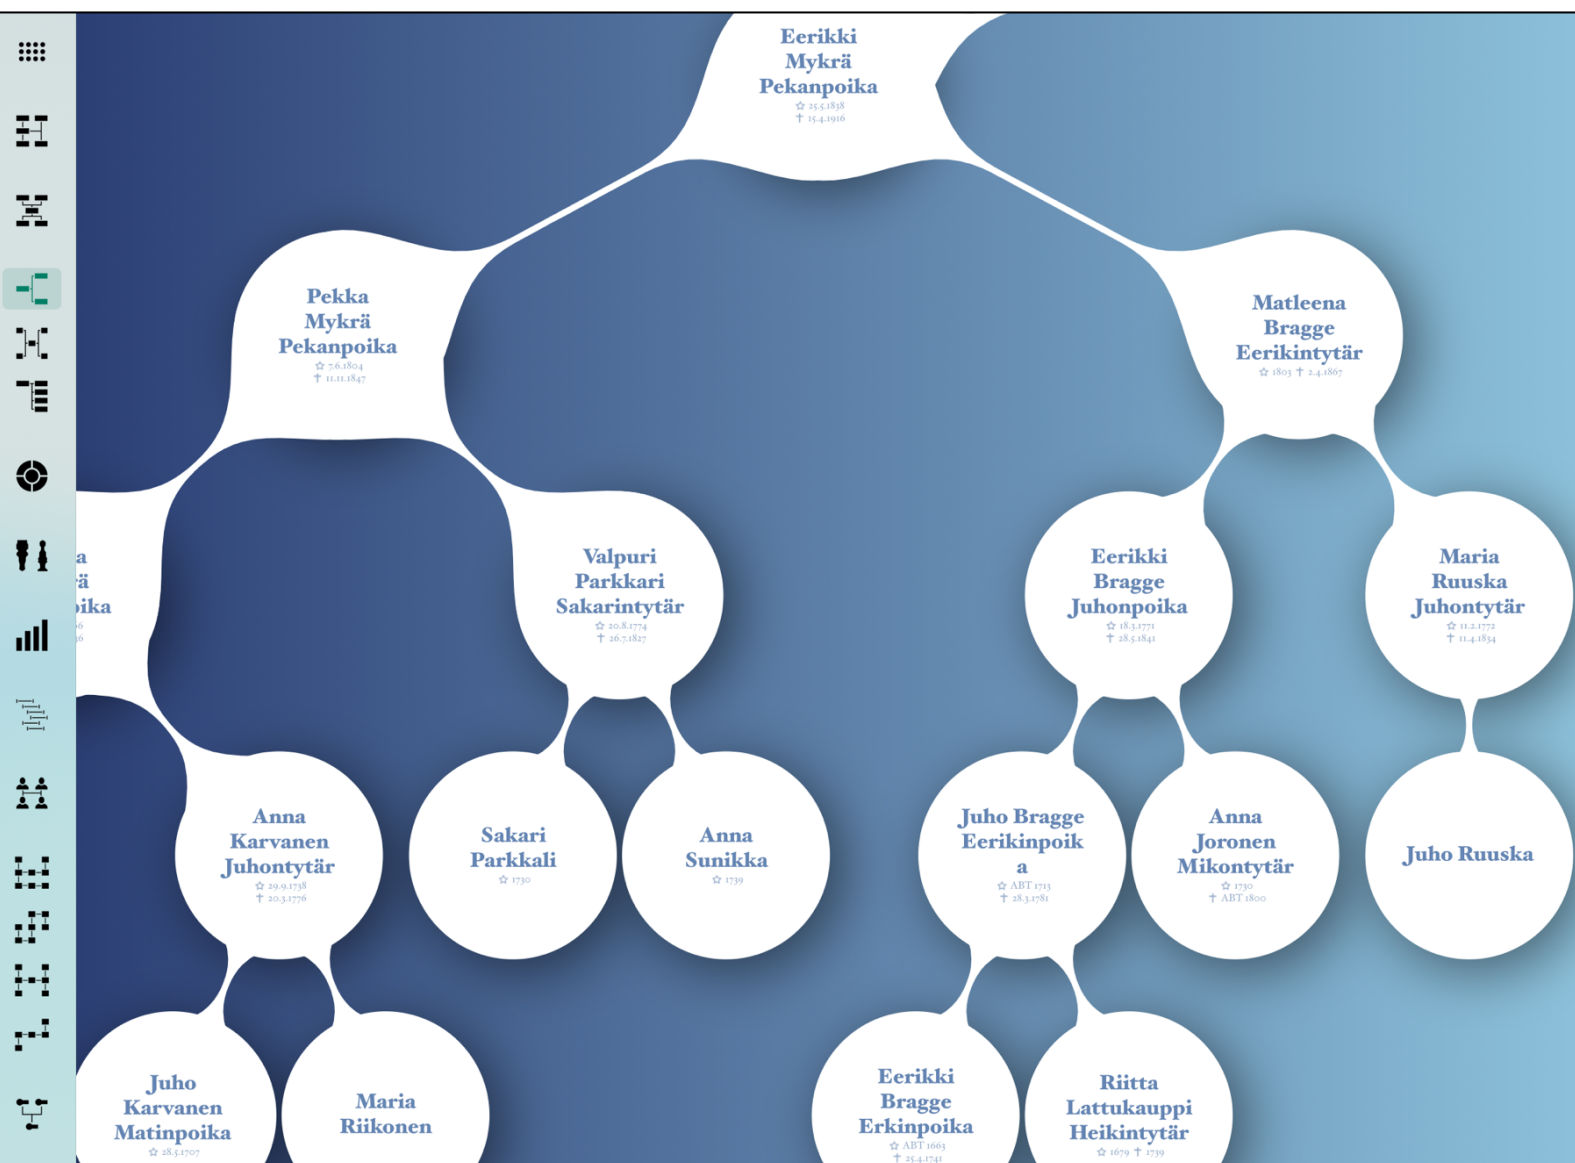 Eerikki
Mykrä
Pekanpoika
☆ 25.5.1838
† 15.4.1916
Pekka
Mykrä
Pekanpoika
☆ 7.6.1804
† 11.11.1847
Matleena
Bragge
Eerikintytär
☆ 1803 † 2.4.1867
a
ä
oika
6
36
Valpuri
Parkkari
Sakarintytär
☆ 20.8.1774
† 26.7.1827
Eerikki
Bragge
Juhonpoika
☆ 18.3.1771
† 28.5.1841
Maria
Ruuska
Juhontytär
☆ 11.2.1772
† 11.4.1834
Anna
Karvanen
Juhontytär
☆ 29.9.1738
† 20.3.1776
Sakari
Parkkali
☆ 1730
Anna
Sunikka
☆ 1739
Juho Bragge
Eerikinpoik
a
☆ ABT 1713
† 28.3.1781
Anna
Joronen
Mikontytär
☆ 1730
† ABT 1800
Juho Ruuska
Juho
Karvanen
Matinpoika
☆ 28.5.1707
Maria
Riikonen
Eerikki
Bragge
Erkinpoika
☆ ABT 1663
† 25.4.1741
Riitta
Lattukauppi
Heikintytär
☆ 1679 † 1739